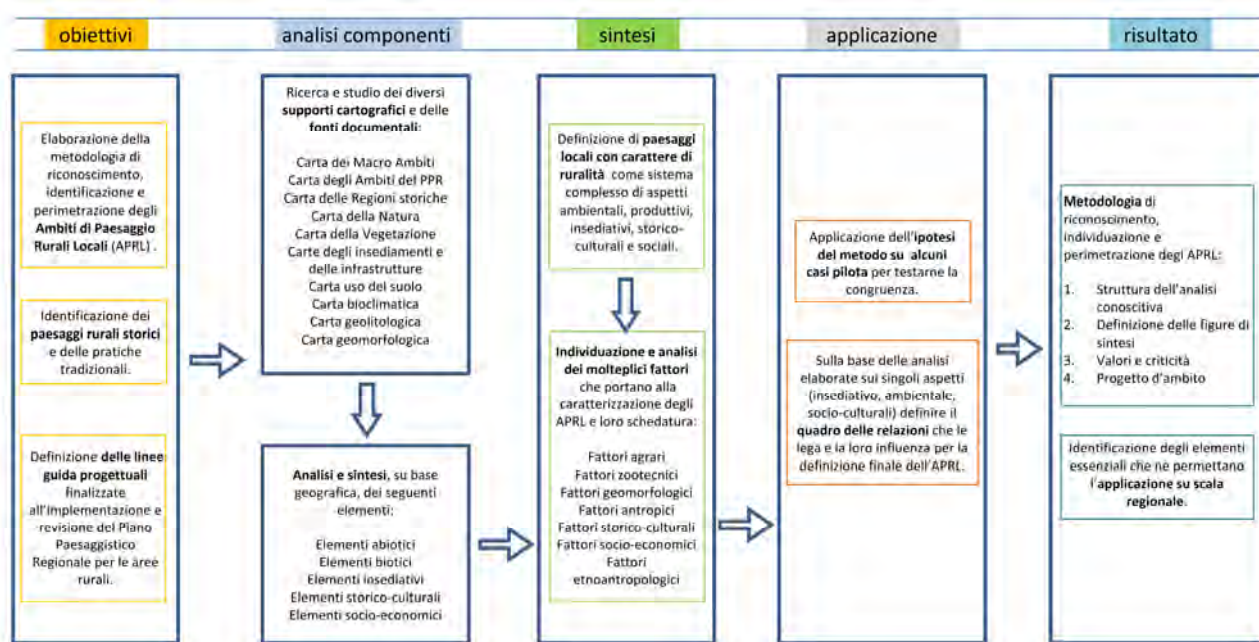 obiettivi
analisi componenti
sintesi
applicazione
risultato
Elaborazione della
metodologia di
riconoscimento,
identificazione e
perimetrazione degli
Ambiti di Paesaggio
Rurali Locali (APRL) .
Identificazione dei
paesaggi rurali storici
e delle pratiche
tradizionali.
Definizione delle linee
guida progettuali
finalizzate
all'implementazione e
revisione del Piano
Paesaggistico
Regionale per le aree
rurali.
Ricerca e studio dei diversi
supporti cartografici e delle
fonti documentali:
Carta dei Macro Ambiti
Carta degli Ambiti del PPR
Carta delle Regioni storiche
Carta della Natura
Carta della Vegetazione
Carte degli insediamenti e
delle infrastrutture
Carta uso del suolo
Carta bioclimatica
Carta geolitologica
Carta geomorfologica
Analisi e sintesi, su base
geografica, dei seguenti
elementi:
Elementi abiotici
Elementi biotici
Elementi insediativi
Elementi storico-culturali
Elementi socio-economici
Definizione di paesaggi
locali con carattere di
ruralità come sistema
complesso di aspetti
ambientali, produttivi,
insediativi, storico-
culturali e sociali.
Individuazione e analisi
dei molteplici fattori
che portano alla
caratterizzazione degli
APRL e loro schedatura:
Fattori agrari
Fattori zootecnici
Fattori geomorfologici
Fattori antropici
Fattori storico-culturali
Fattori socio-economici
Fattori
etnoantropologici
Applicazione dell'ipotesi
del metodo su alcuni
casi pilota per testarne la
congruenza.
Sulla base delle analisi
elaborate sui singoli aspetti
(insediativo, ambientale,
socio-culturali) definire il
quadro delle relazioni che le
lega e la loro influenza per la
definizione finale dell'APRL.
Metodologia di
riconoscimento,
individuazione e
perimetrazione degl APRL:
1. Struttura dell'analisi
conoscitiva
2. Definizione delle figure di
sintesi
3. Valori e criticità
4. Progetto d'ambito
Identificazione degli elementi
essenziali che ne permettano
l'applicazione su scala
regionale.